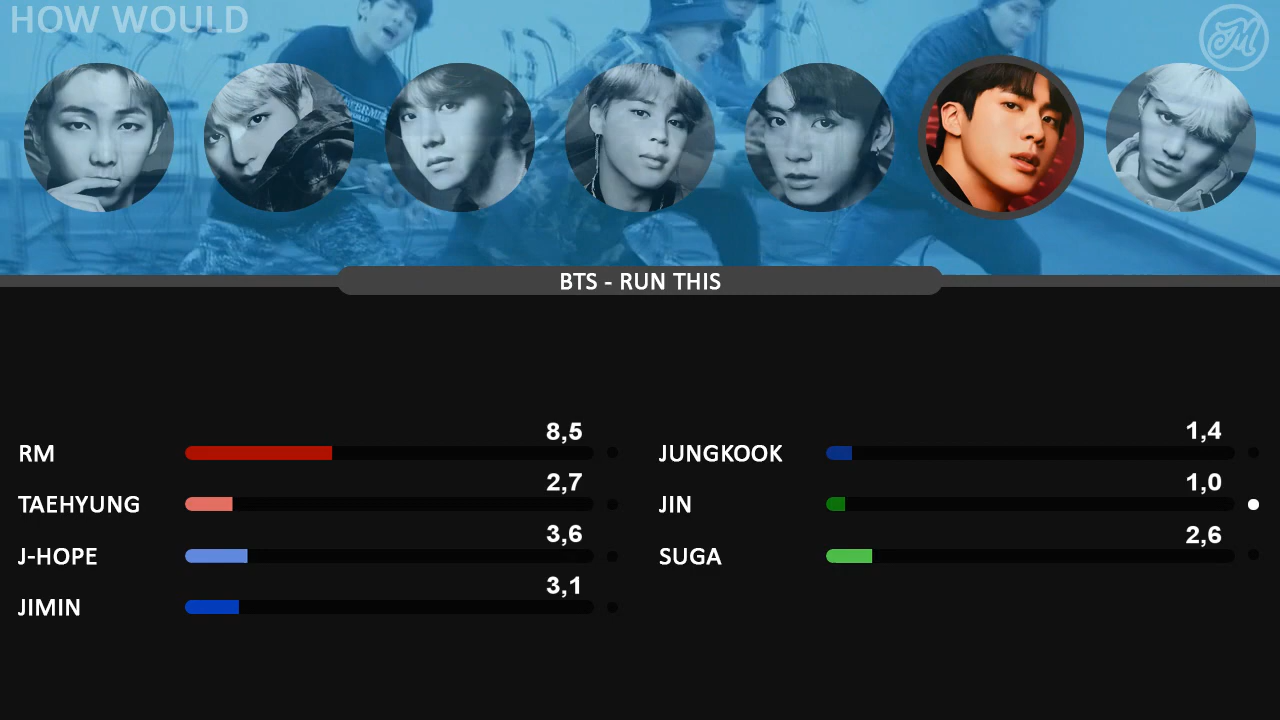 HOW WOULD
BTS - RUN THIS
RM 8,5
TAEHYUNG 2,7
J-HOPE 3,6
JIMIN 3,1
JUNGKOOK 1,4
JIN 1,0
SUGA 2,6